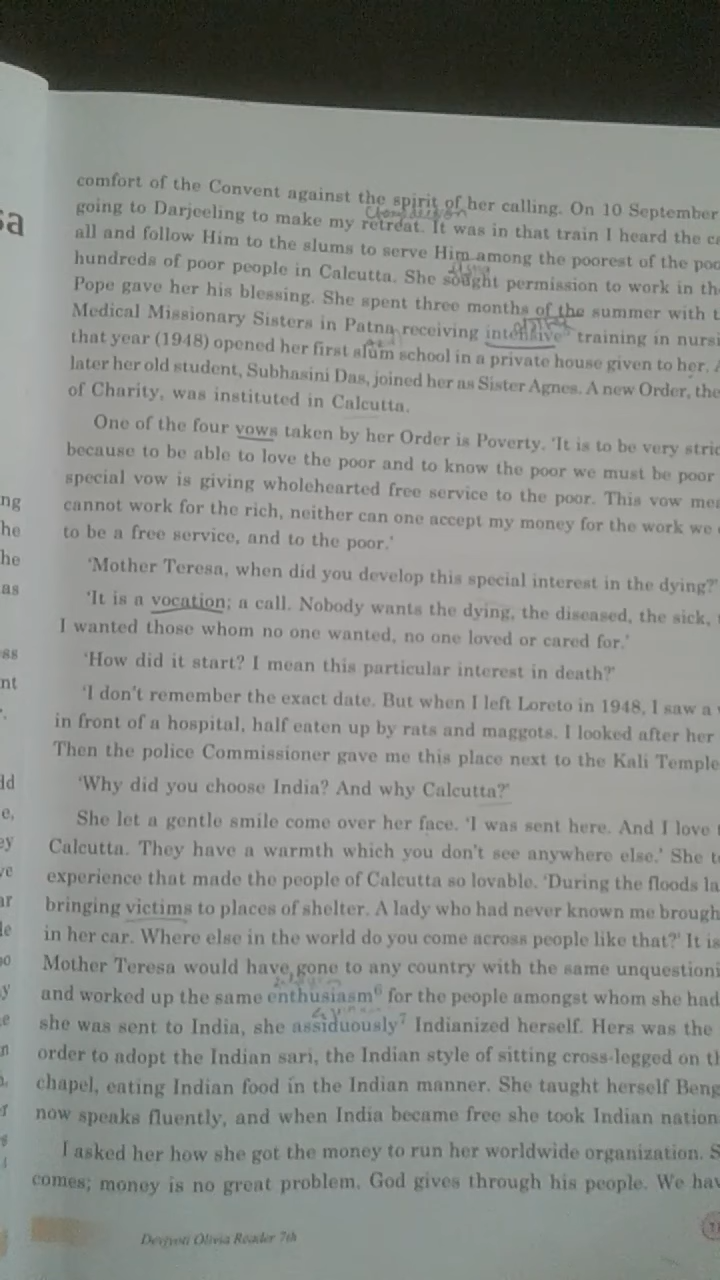 comfort of the Convent against the spirit of her calling. On 10 September
going to Darjeeling to make my retreat. It was in that train I heard the
all and follow Him to the slums to serve Him among the poorest of the
hundreds of poor people in Calcutta. She sought permission to work in
Pope gave her his blessing. She spent three months of the summer with
Medical Missionary Sisters in Patna receiving intensive training in
that year (1948) opened her first slum school in a private house given to her.
later her old student, Subhasini Das, joined her as Sister Agnes. A new Order, the
of Charity, was instituted in Calcutta.
One of the four vows taken by her Order is Poverty. 'It is to be very
because to be able to love the poor and to know the poor we must be poor
special vow is giving wholehearted free service to the poor. This vow
cannot work for the rich, neither can one accept my money for the work we
to be a free service, and to the poor.'
'Mother Teresa, when did you develop this special interest in the dying?'
'It is a vocation; a call. Nobody wants the dying, the diseased, the sick,
I wanted those whom no one wanted, no one loved or cared for.'
'How did it start? I mean this particular interest in death?'
'I don't remember the exact date. But when I left Loreto in 1948, I saw a
in front of a hospital, half eaten up by rats and maggots. I looked after her
Then the police Commissioner gave me this place next to the Kali Temple
'Why did you choose India? And why Calcutta?'
She let a gentle smile come over her face. 'I was sent here. And I love
Calcutta. They have a warmth which you don't see anywhere else.' She
experience that made the people of Calcutta so lovable. 'During the floods
bringing victims to places of shelter. A lady who had never known me
in her car. Where else in the world do you come across people like that?' It is
Mother Teresa would have gone to any country with the same
and worked up the same enthusiasm⁶ for the people amongst whom she had
she was sent to India, she assiduously⁷ Indianized herself. Hers was the
order to adopt the Indian sari, the Indian style of sitting cross-legged on
chapel, eating Indian food in the Indian manner. She taught herself
now speaks fluently, and when India became free she took Indian
I asked her how she got the money to run her worldwide organization.
comes; money is no great problem. God gives through his people. We
Devjyoti Olivia Reader 7th